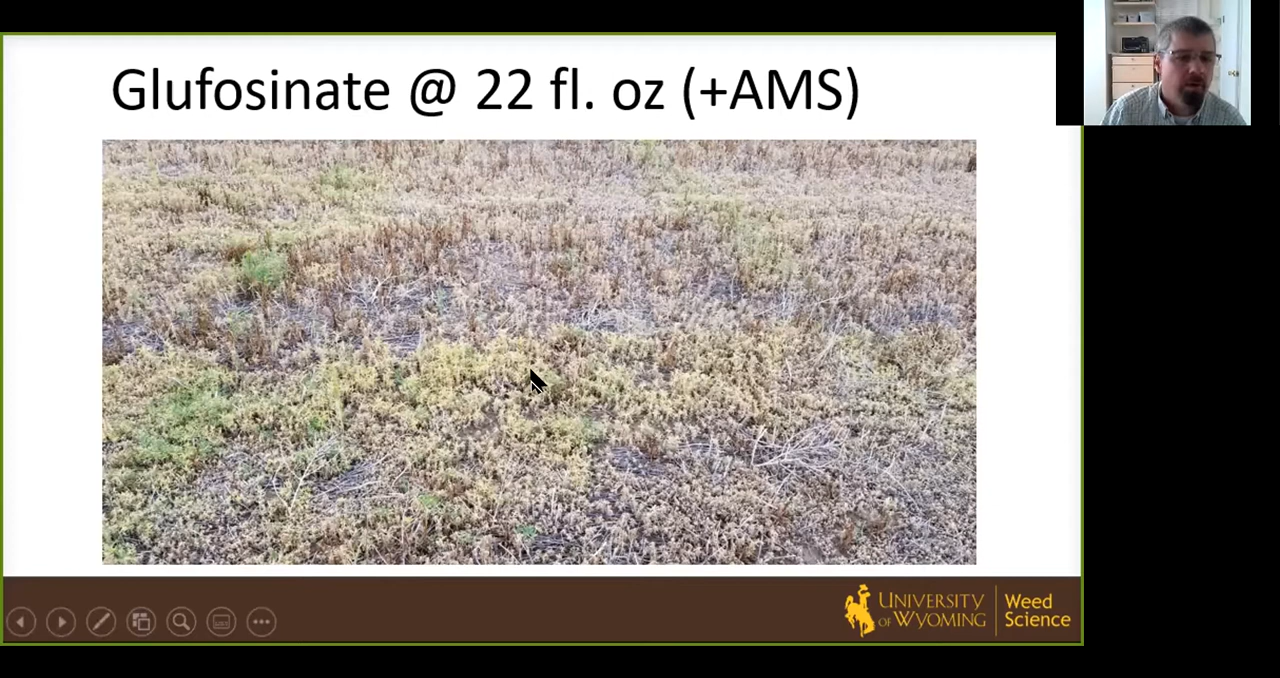 Glufosinate @ 22 fl. oz (+AMS)
UNIVERSITY
OF WYOMING
Weed
Science